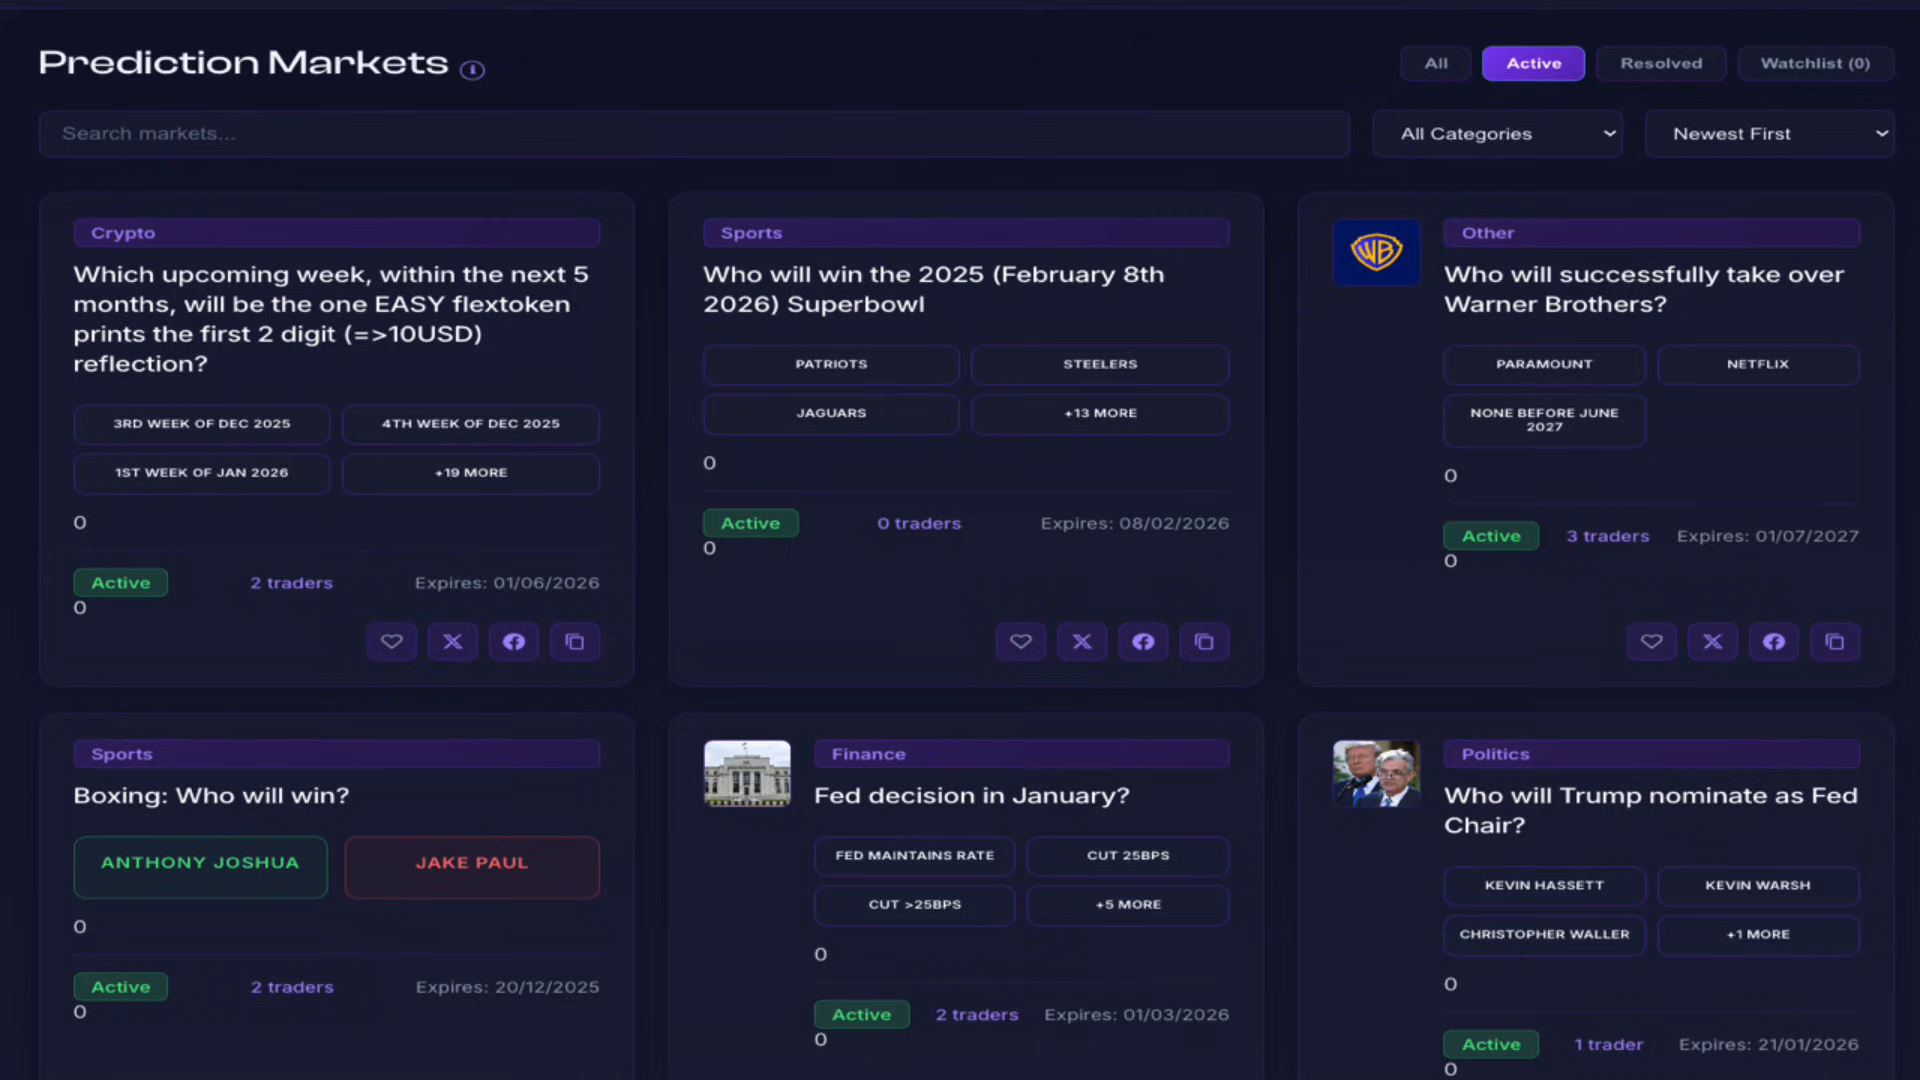 Prediction Markets
All
Active
Resolved
Watchlist (0)
Search markets...
All Categories
Newest First
Crypto
Which upcoming week, within the next 5
months, will be the one EASY flextoken
prints the first 2 digit (=>10USD)
reflection?
3RD WEEK OF DEC 2025
4TH WEEK OF DEC 2025
1ST WEEK OF JAN 2026
+19 MORE
0
Active
2 traders
Expires: 01/06/2026
0
Sports
Who will win the 2025 (February 8th
2026) Superbowl
PATRIOTS
STEELERS
JAGUARS
+13 MORE
0
Active
0 traders
Expires: 08/02/2026
0
WB
Other
Who will successfully take over
Warner Brothers?
PARAMOUNT
NETFLIX
NONE BEFORE JUNE
2027
0
Active
3 traders
Expires: 01/07/2027
0
Sports
Boxing: Who will win?
ANTHONY JOSHUA
JAKE PAUL
0
Active
2 traders
Expires: 20/12/2025
0
Finance
Fed decision in January?
FED MAINTAINS RATE
CUT 25BPS
CUT >25BPS
+5 MORE
0
Active
2 traders
Expires: 01/03/2026
0
Politics
Who will Trump nominate as Fed
Chair?
KEVIN HASSETT
KEVIN WARSH
CHRISTOPHER WALLER
+1 MORE
0
Active
1 trader
Expires: 21/01/2026
0